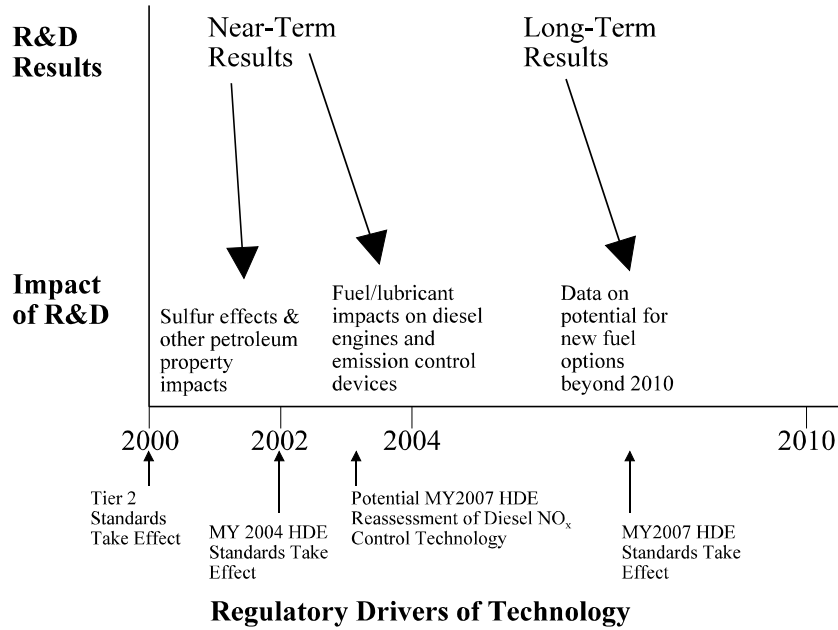 R&D
Results
Near-Term
Results
Long-Term
Results
Impact
of R&D
Sulfur effects &
other petroleum
property
impacts
Fuel/lubricant
impacts on diesel
engines and
emission control
devices
Data on
potential for
new fuel
options
beyond 2010
2000
2002
2004
2010
Tier 2
Standards
Take Effect
MY 2004 HDE
Standards Take
Effect
Potential MY2007 HDE
Reassessment of Diesel NOx
Control Technology
MY2007 HDE
Standards Take
Effect
Regulatory Drivers of Technology